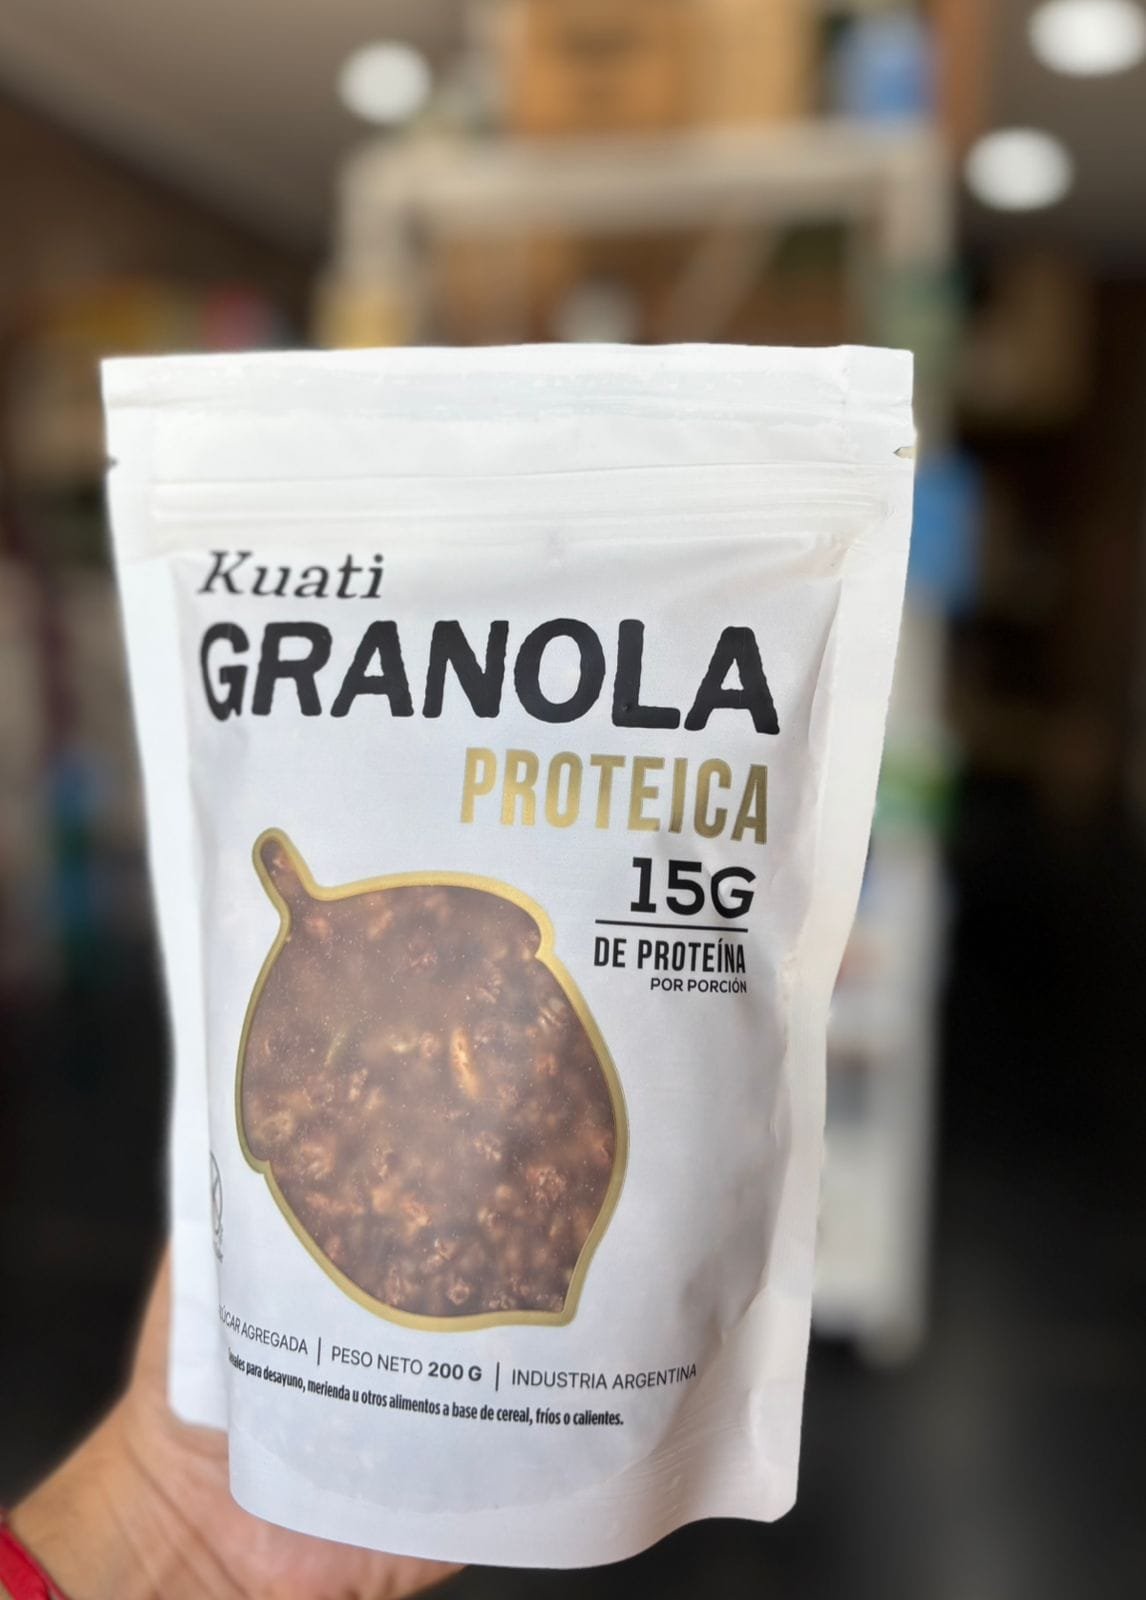 Kuati
GRANOLA
PROTEICA
15G
DE PROTEÍNA
POR PORCIÓN
AGREGADA | PESO NETO 200 G | INDUSTRIA ARGENTINA
para desayuno, merienda u otros alimentos a base de cereal, fríos o calientes.